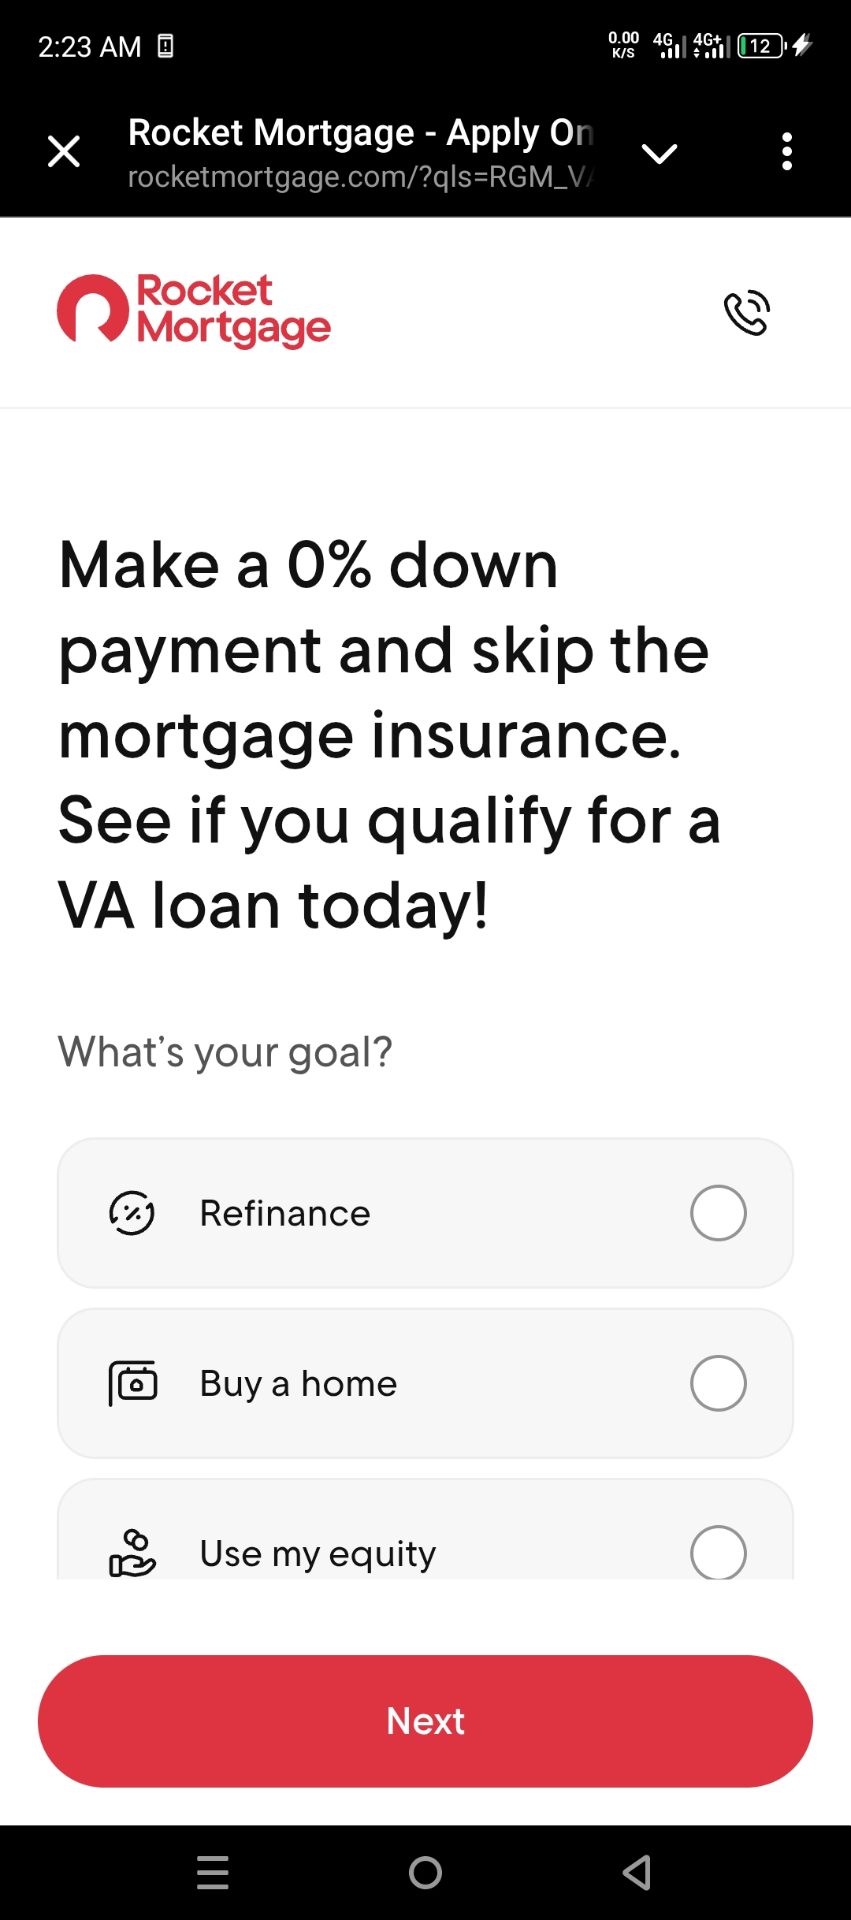 2:23 AM
0.00 K/S 4G 4G+ 12
Rocket Mortgage - Apply On
rocketmortgage.com/?qls=RGM_VA
Rocket
Mortgage
Make a 0% down
payment and skip the
mortgage insurance.
See if you qualify for a
VA loan today!
What's your goal?
Refinance
Buy a home
Use my equity
Next